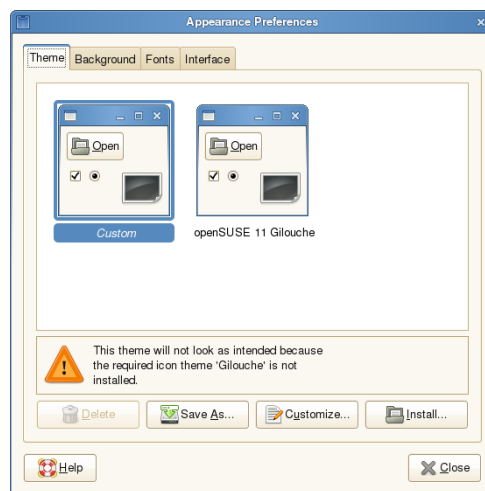 Appearance Preferences
Theme Background Fonts Interface
Open Open
Custom openSUSE 11 Gilouche
This theme will not look as intended because
the required icon theme 'Gilouche' is not
installed.
Delete Save As... Customize... Install...
Help Close